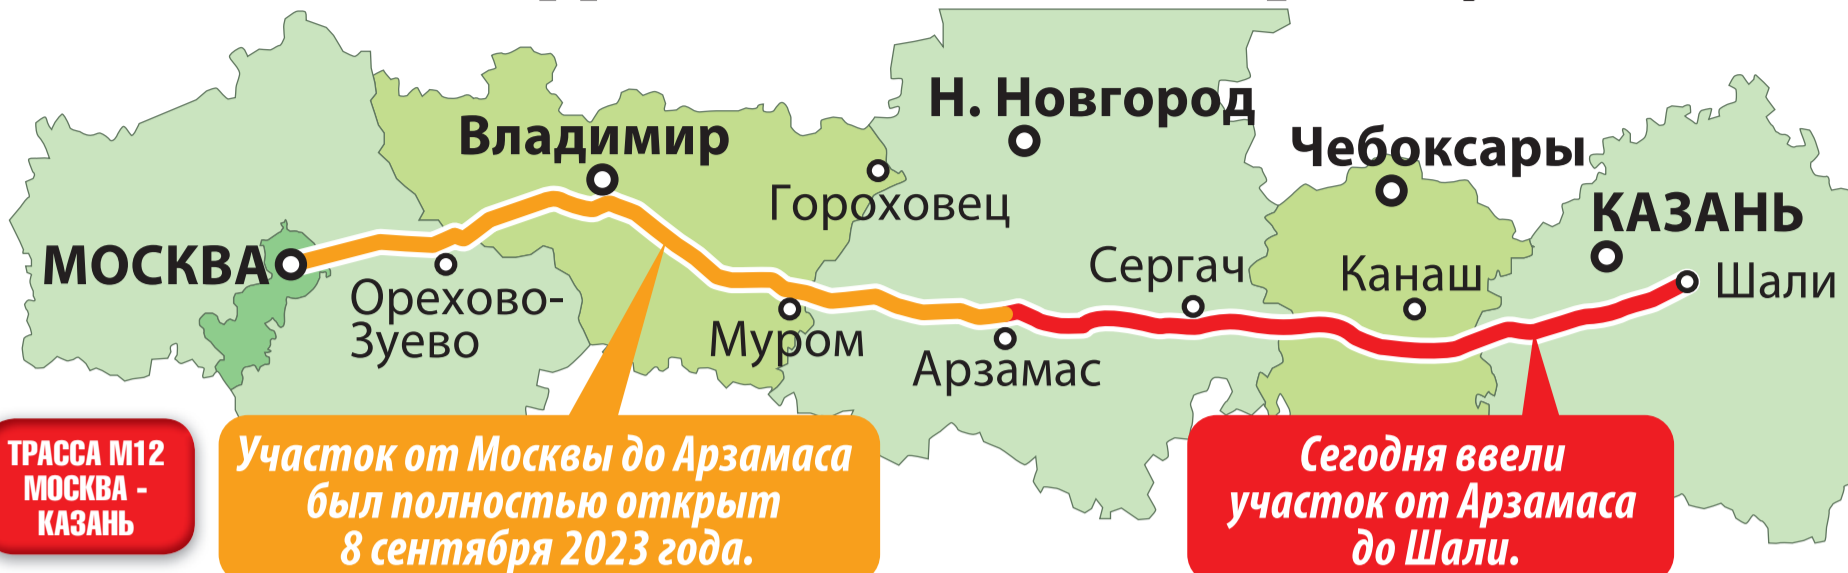 Н. Новгород
Владимир
Чебоксары
Гороховец
КАЗАНЬ
МОСКВА
Сергач
Канаш
Шали
Орехово-
Зуево
Муром
Арзамас
ТРАССА М12
МОСКВА -
КАЗАНЬ
Участок от Москвы до Арзамаса
был полностью открыт
8 сентября 2023 года.
Сегодня ввели
участок от Арзамаса
до Шали.